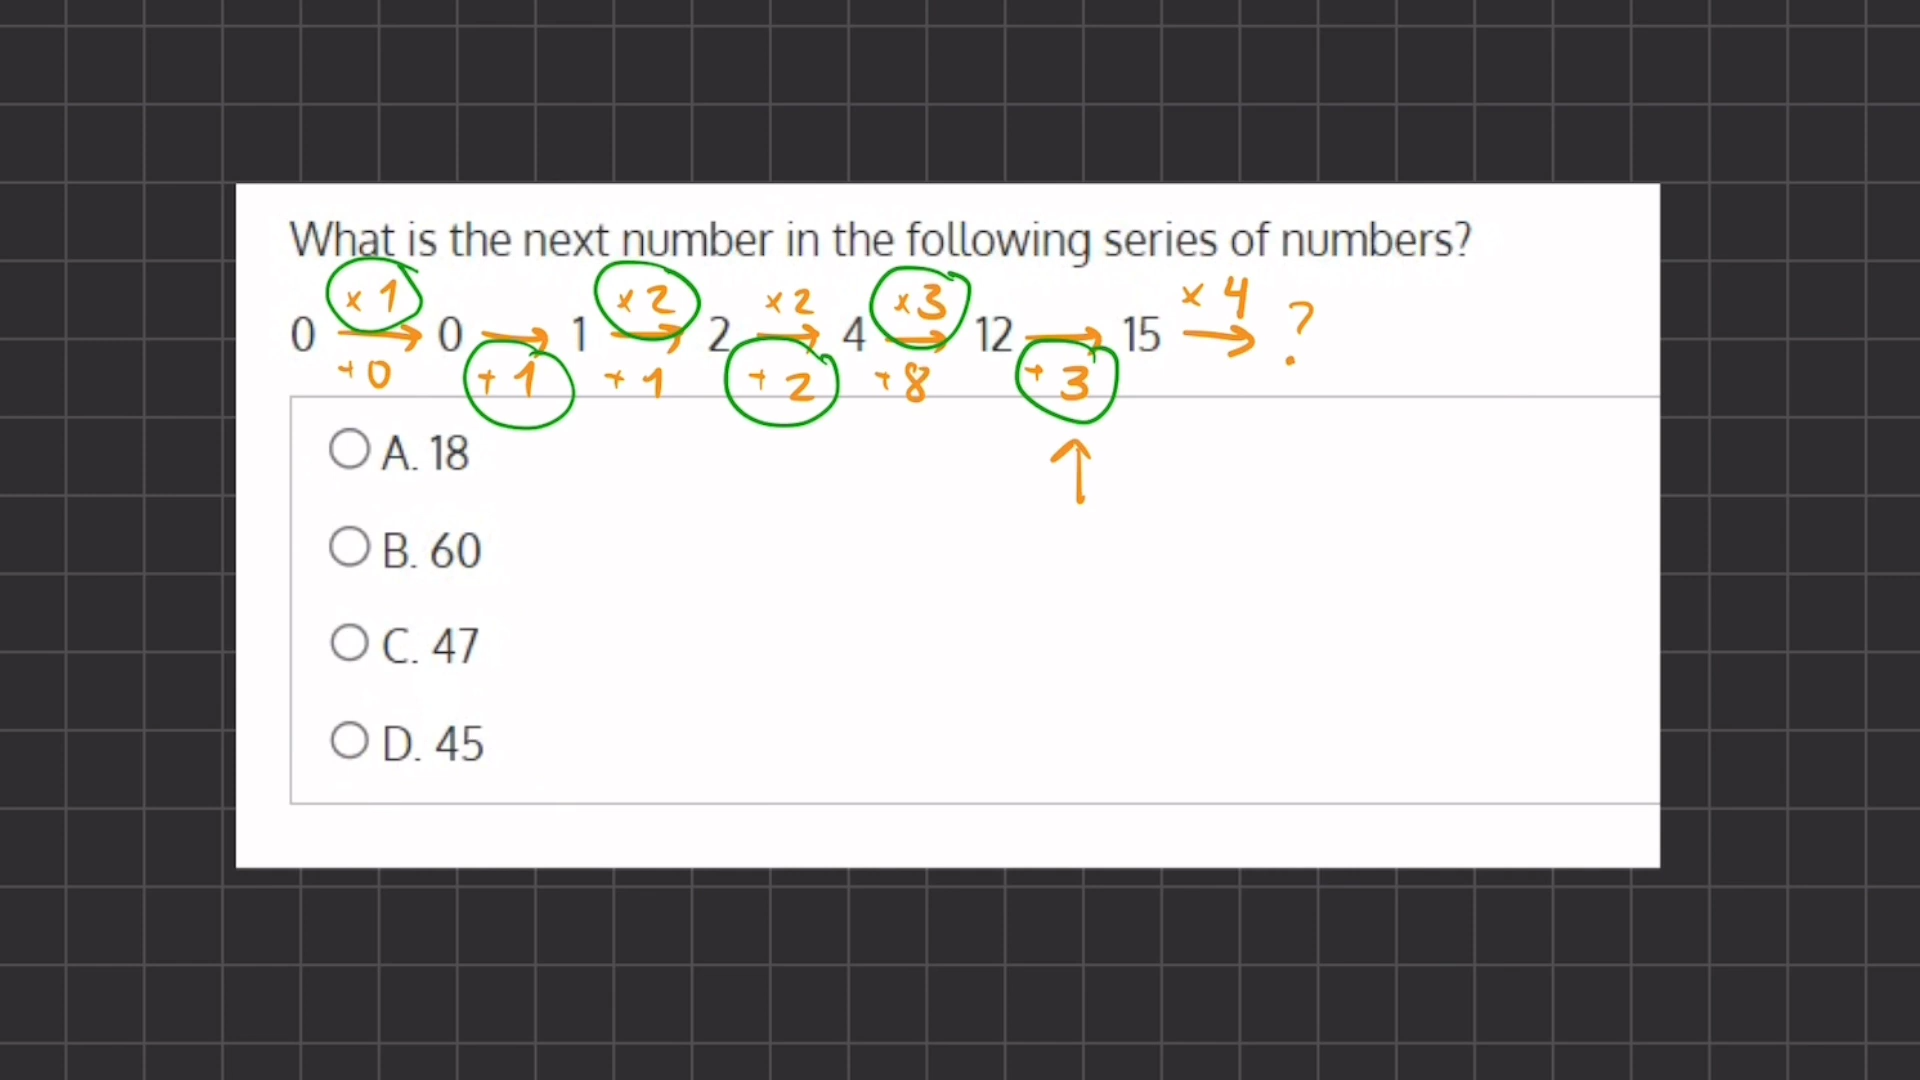 What is the next number in the following series of numbers?
× 1 × 2 × 2 × 3 × 4
0 → 0 → 1 → 2 → 4 → 12 → 15 → ?
+ 0 + 1 + 1 + 2 + 8 + 3
A. 18
B. 60
C. 47
D. 45